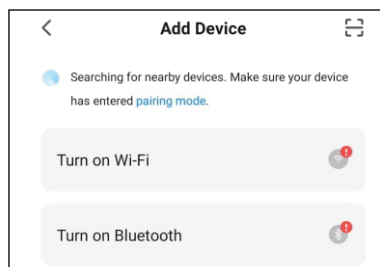 Add Device
Searching for nearby devices. Make sure your device
has entered pairing mode.
Turn on Wi-Fi
Turn on Bluetooth